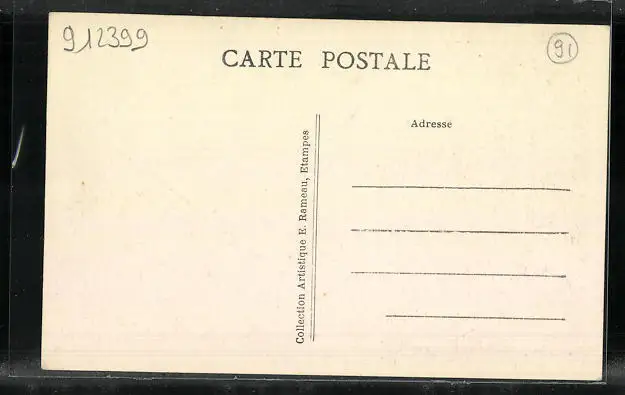 912399
91
CARTE POSTALE
Adresse
Collection Artistique E. Rameau, Etampes